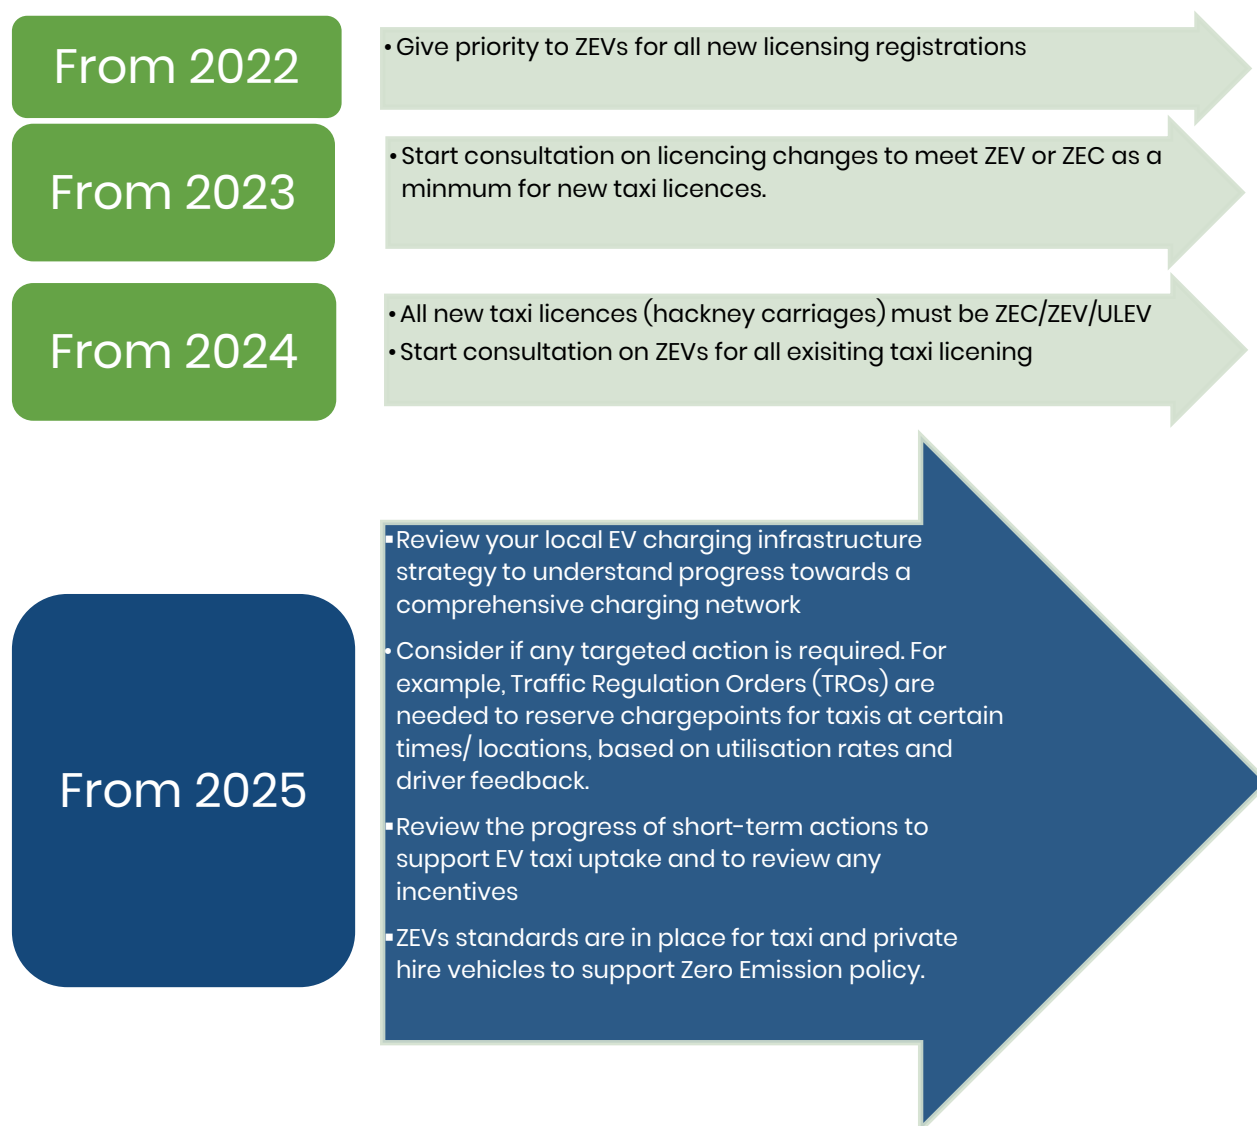 From 2022
• Give priority to ZEVs for all new licensing registrations
From 2023
• Start consultation on licencing changes to meet ZEV or ZEC as a
minmum for new taxi licences.
From 2024
• All new taxi licences (hackney carriages) must be ZEC/ZEV/ULEV
• Start consultation on ZEVs for all exisiting taxi licening
From 2025
▪ Review your local EV charging infrastructure
strategy to understand progress towards a
comprehensive charging network
• Consider if any targeted action is required. For
example, Traffic Regulation Orders (TROs) are
needed to reserve chargepoints for taxis at certain
times/ locations, based on utilisation rates and
driver feedback.
▪ Review the progress of short-term actions to
support EV taxi uptake and to review any
incentives
▪ ZEVs standards are in place for taxi and private
hire vehicles to support Zero Emission policy.